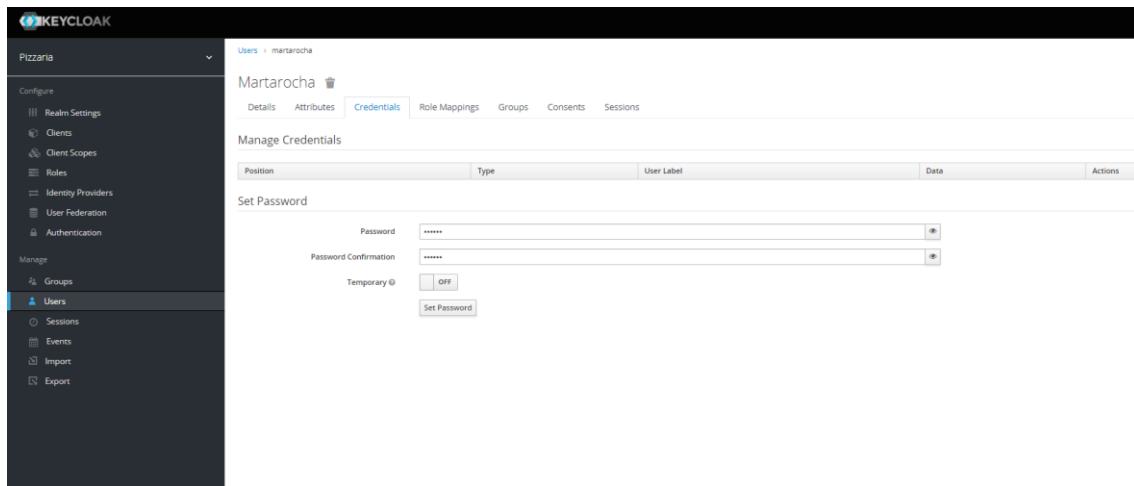 KEYCLOAK
Pizzaria
Configure
Realm Settings
Clients
Client Scopes
Roles
Identity Providers
User Federation
Authentication
Manage
Groups
Users
Sessions
Events
Import
Export
Users > martarocha
Martarocha
Details Attributes Credentials Role Mappings Groups Consents Sessions
Manage Credentials
Position Type User Label Data Actions
Set Password
Password ••••••
Password Confirmation ••••••
Temporary OFF
Set Password